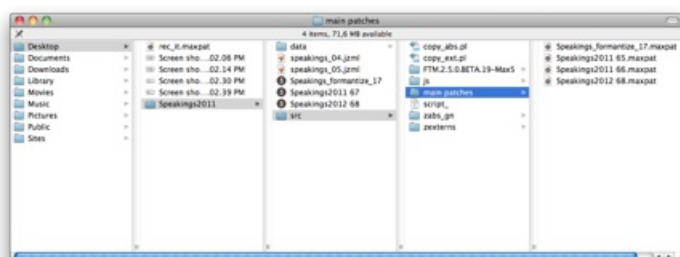 main patches
4 items, 71,6 MB available
Desktop
Documents
Downloads
Library
Movies
Music
Pictures
Public
Sites
rec_it.maxpat
Screen sho....02.06 PM
Screen sho....02.14 PM
Screen sho....02.30 PM
Screen sho....02.39 PM
Speakings2011
data
speakings_04.jzml
speakings_05.jzml
Speakings_formantize_17
Speakings2011 67
Speakings2012 68
src
copy_abs.pl
copy_ext.pl
FTM.2.5.0.BETA.19-Max5
js
main patches
script_
zabs_gn
zexterns
Speakings_formantize_17.maxpat
Speakings2011 65.maxpat
Speakings2011 66.maxpat
Speakings2012 68.maxpat